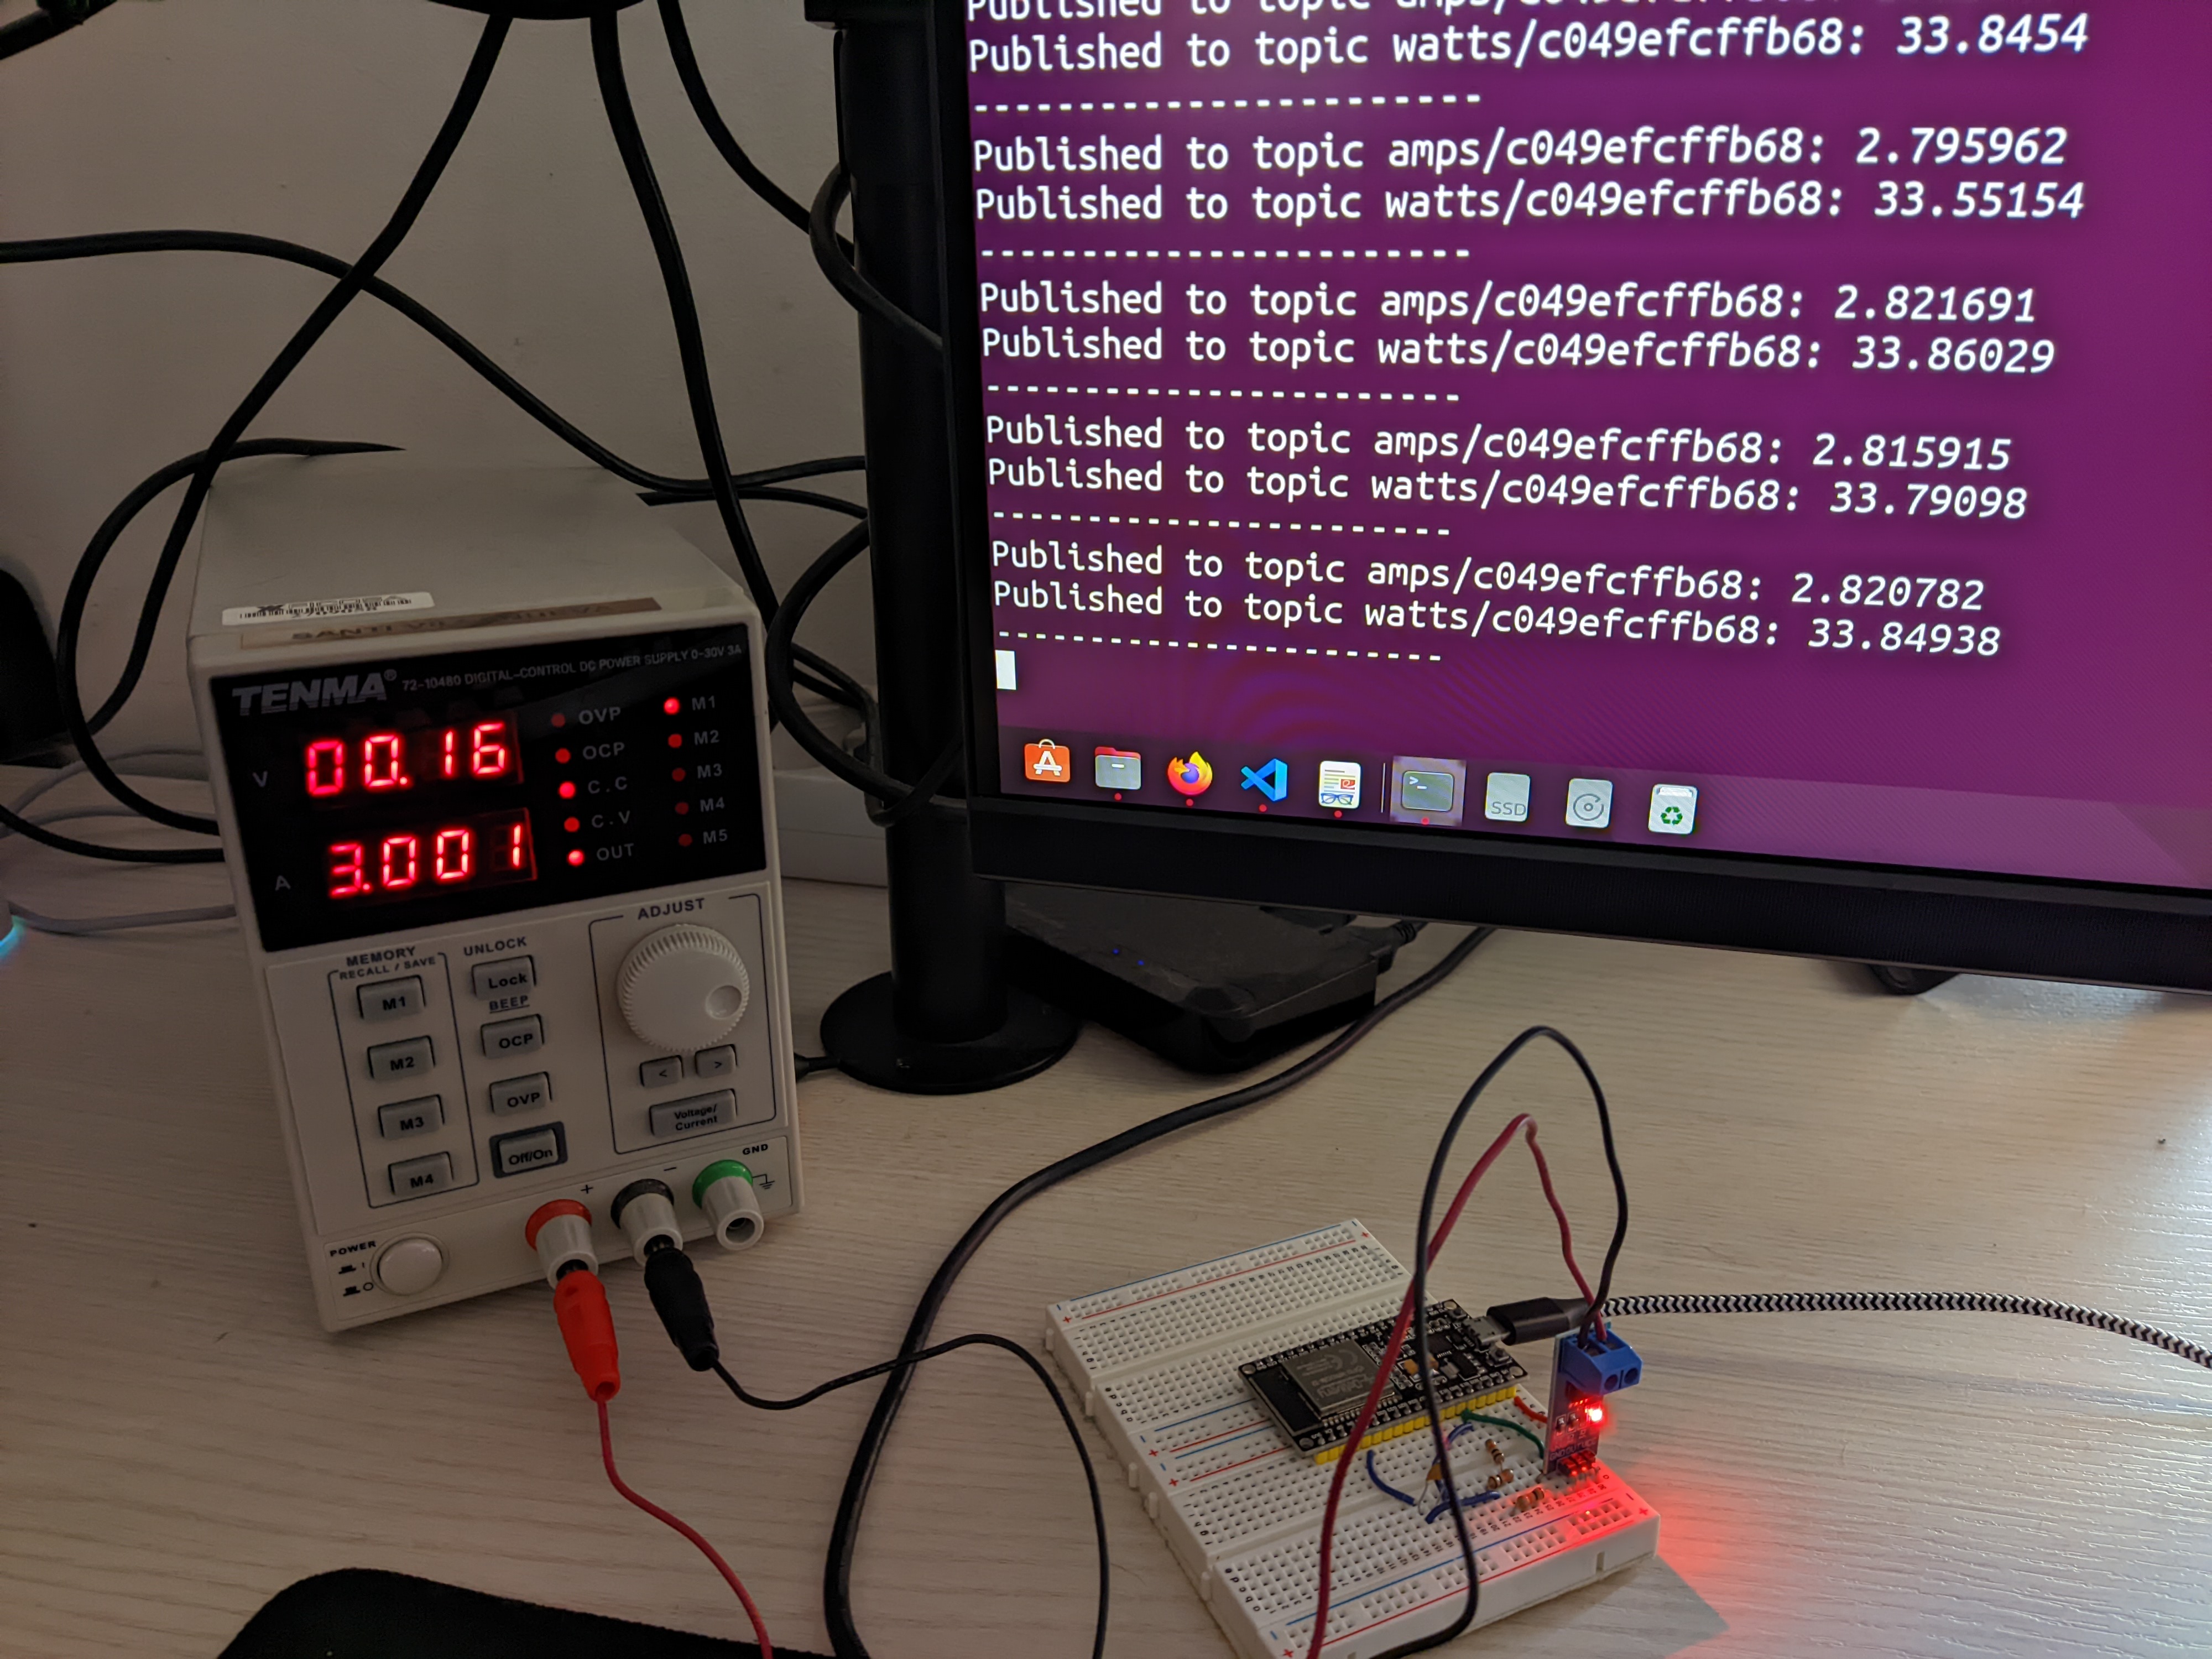 Published to topic
Published to topic watts/c049efcffb68: 33.8454
-----------------------
Published to topic amps/c049efcffb68: 2.795962
Published to topic watts/c049efcffb68: 33.55154
-----------------------
Published to topic amps/c049efcffb68: 2.821691
Published to topic watts/c049efcffb68: 33.86029
-----------------------
Published to topic amps/c049efcffb68: 2.815915
Published to topic watts/c049efcffb68: 33.79098
-----------------------
Published to topic amps/c049efcffb68: 2.820782
Published to topic watts/c049efcffb68: 33.84938
-----------------------
SSD
TENMA® 72-10480 DIGITAL-CONTROL DC POWER SUPPLY 0-30V 3A
V 00.16
A 3.001
OVP M1
OCP M2
C.C M3
C.V M4
OUT M5
MEMORY
RECALL / SAVE
M1
M2
M3
M4
UNLOCK
Lock
BEEP
OCP
OVP
Off/On
ADJUST
< >
Voltage/
Current
POWER
+ - GND